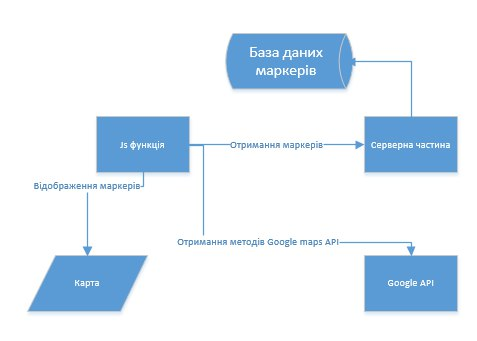 База даних
маркерів
Js функція
Отримання маркерів
Серверна частина
Відображення маркерів
Отримання методів Google maps API
Карта
Google API